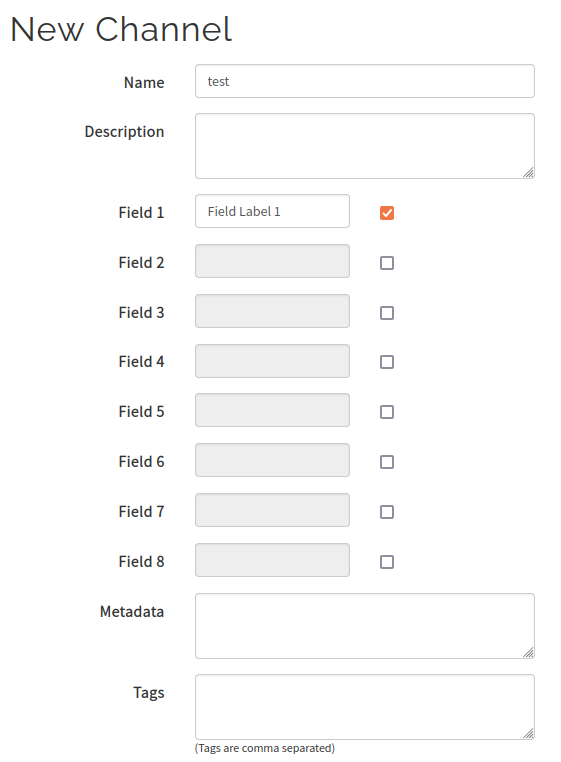 New Channel
Name test
Description
Field 1 Field Label 1
Field 2
Field 3
Field 4
Field 5
Field 6
Field 7
Field 8
Metadata
Tags
(Tags are comma separated)